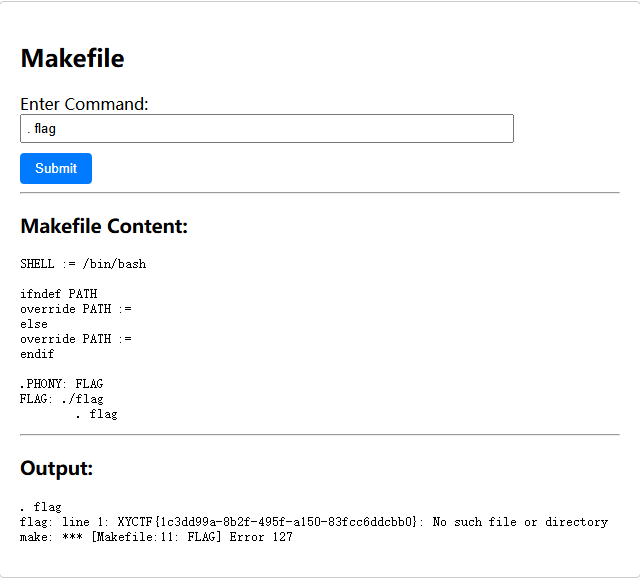 Makefile
Enter Command:
. flag
Submit
Makefile Content:
SHELL := /bin/bash
ifndef PATH
override PATH :=
else
override PATH :=
endif
.PHONY: FLAG
FLAG: ./flag
. flag
Output:
. flag
flag: line 1: XYCTF{1c3dd99a-8b2f-495f-a150-83fcc6ddcbb0}: No such file or directory
make: *** [Makefile:11: FLAG] Error 127